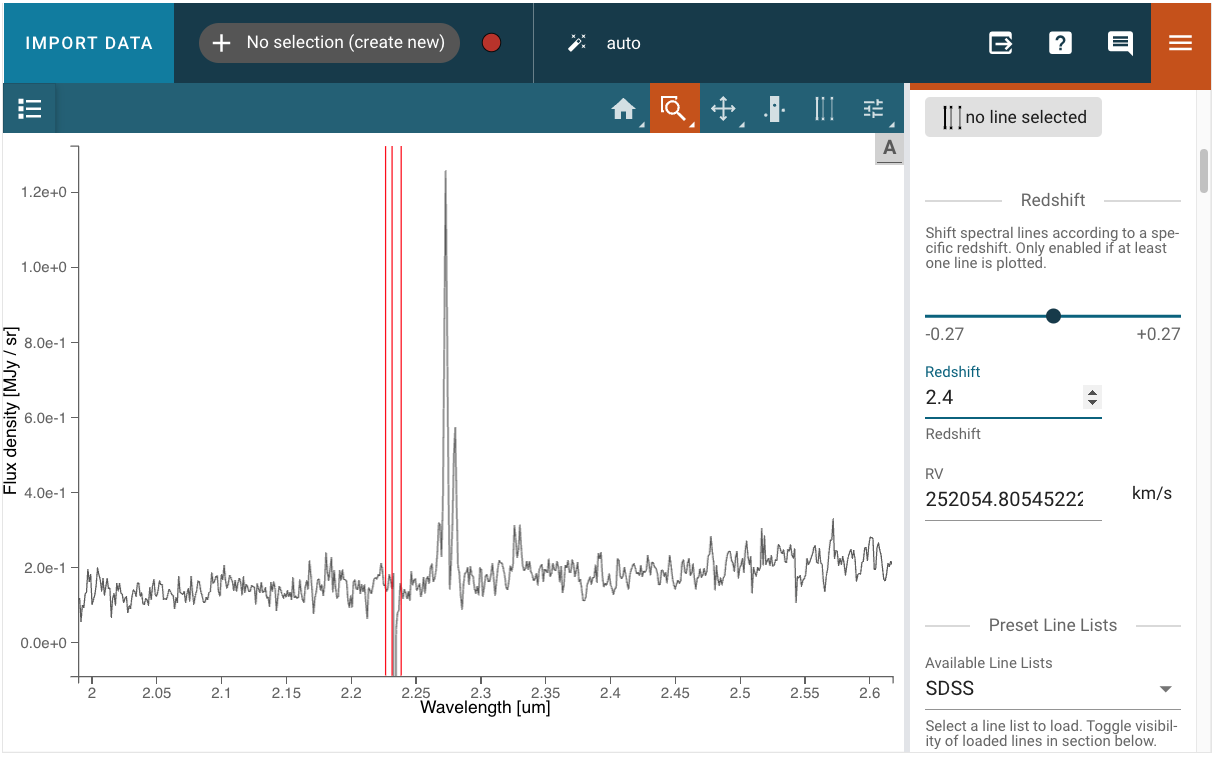 IMPORT DATA
No selection (create new)
auto
A
no line selected
Redshift
Shift spectral lines according to a spe-
cific redshift. Only enabled if at least
one line is plotted.
-0.27
+0.27
Redshift
2.4
Redshift
RV
252054.80545222
km/s
Preset Line Lists
Available Line Lists
SDSS
Select a line list to load. Toggle visibil-
ity of loaded lines in section below.
Flux density [MJy / sr]
1.2e+0
1.0e+0
8.0e-1
6.0e-1
4.0e-1
2.0e-1
0.0e+0
2
2.05
2.1
2.15
2.2
2.25
2.3
2.35
2.4
2.45
2.5
2.55
2.6
Wavelength [um]